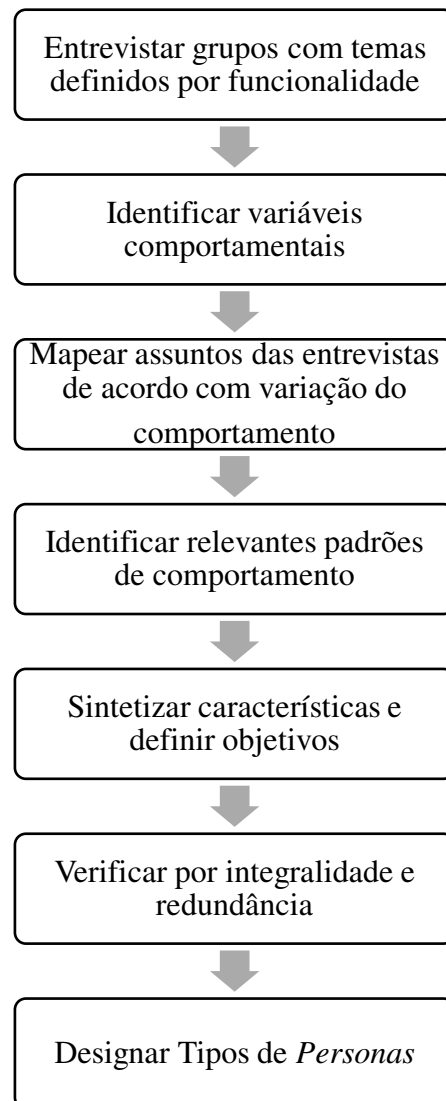 Entrevistar grupos com temas
definidos por funcionalidade
Identificar variáveis
comportamentais
Mapear assuntos das entrevistas
de acordo com variação do
comportamento
Identificar relevantes padrões
de comportamento
Sintetizar características e
definir objetivos
Verificar por integralidade e
redundância
Designar Tipos de Personas